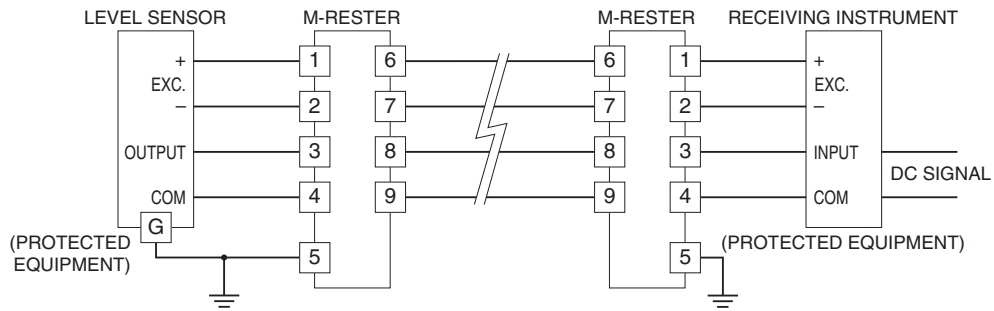 LEVEL SENSOR M-RESTER M-RESTER RECEIVING INSTRUMENT
+ 1 6 6 1 +
EXC. EXC.
– 2 7 7 2 –
OUTPUT 3 8 8 3 INPUT
DC SIGNAL
COM 4 9 9 4 COM
G
(PROTECTED EQUIPMENT) 5 5 (PROTECTED EQUIPMENT)